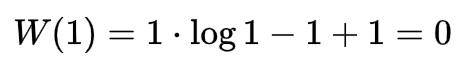 W(1) = 1 · log 1 − 1 + 1 = 0